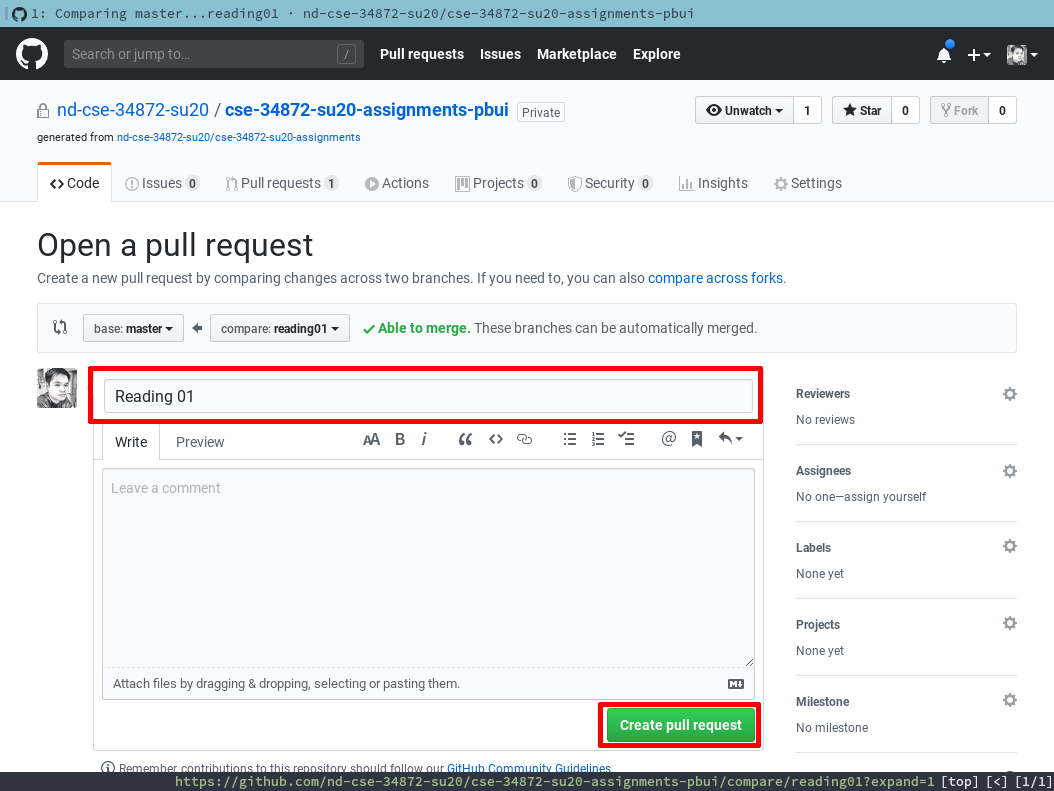 1: Comparing master...reading01 · nd-cse-34872-su20/cse-34872-su20-assignments-pbui
Search or jump to… / Pull requests Issues Marketplace Explore
nd-cse-34872-su20 / cse-34872-su20-assignments-pbui Private Unwatch 1 Star 0 Fork 0
generated from nd-cse-34872-su20/cse-34872-su20-assignments
Code Issues 0 Pull requests 1 Actions Projects 0 Security 0 Insights Settings
Open a pull request
Create a new pull request by comparing changes across two branches. If you need to, you can also compare across forks.
base: master compare: reading01 Able to merge. These branches can be automatically merged.
Reading 01
Write Preview AA B i @
Leave a comment
Attach files by dragging & dropping, selecting or pasting them.
Create pull request
Reviewers
No reviews
Assignees
No one—assign yourself
Labels
None yet
Projects
None yet
Milestone
No milestone
Remember, contributions to this repository should follow our GitHub Community Guidelines.
https://github.com/nd-cse-34872-su20/cse-34872-su20-assignments-pbui/compare/reading01?expand=1 [top] [<] [1/1]